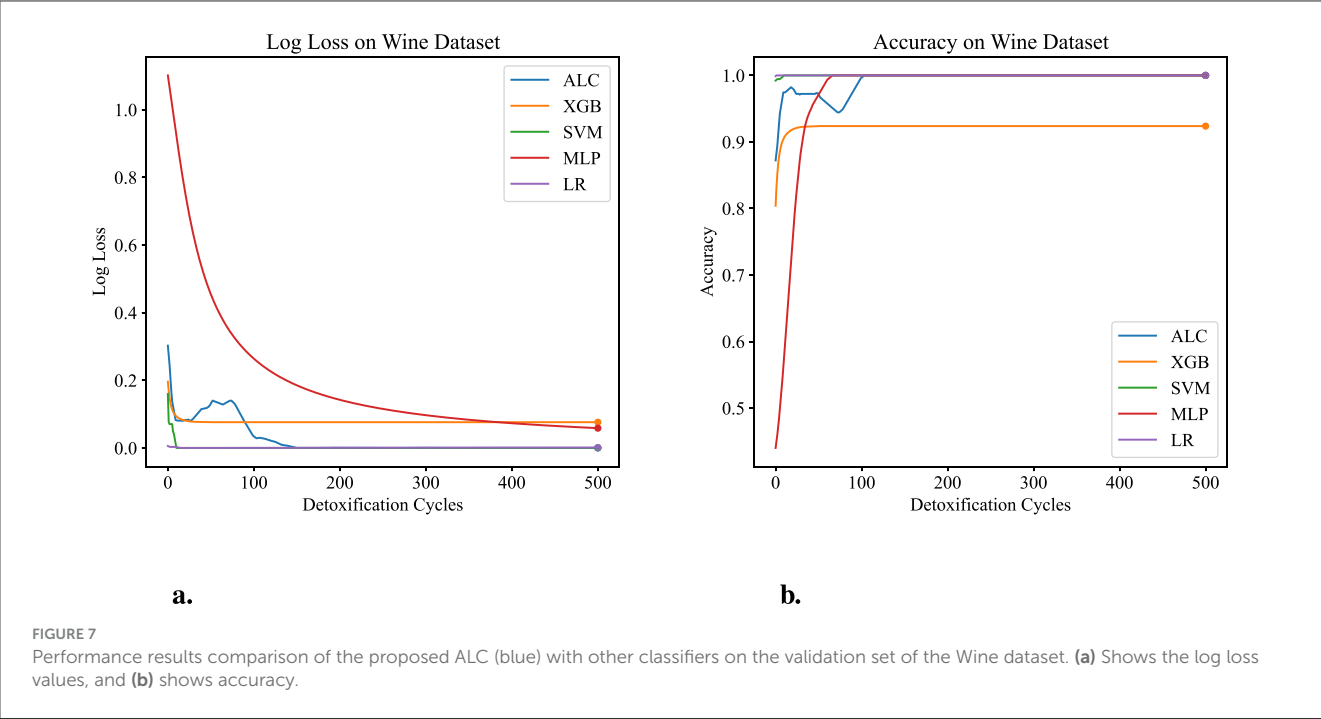 Log Loss on Wine Dataset
Log Loss
1.0
0.8
0.6
0.4
0.2
0.0
0 100 200 300 400 500
Detoxification Cycles
ALC
XGB
SVM
MLP
LR
a.
Accuracy on Wine Dataset
Accuracy
1.0
0.9
0.8
0.7
0.6
0.5
0 100 200 300 400 500
Detoxification Cycles
ALC
XGB
SVM
MLP
LR
b.
FIGURE 7
Performance results comparison of the proposed ALC (blue) with other classifiers on the validation set of the Wine dataset. (a) Shows the log loss
values, and (b) shows accuracy.